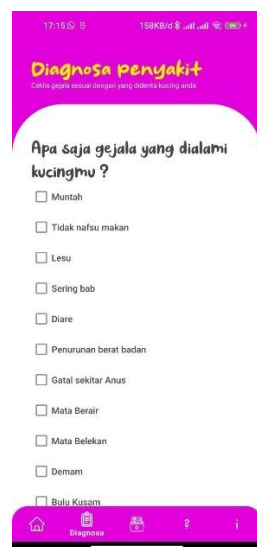 17:15 158KB/d
Diagnosa penyakit
Ceklis gejala sesuai dengan yang diderita kucing anda
Apa saja gejala yang dialami
kucingmu ?
Muntah
Tidak nafsu makan
Lesu
Sering bab
Diare
Penurunan berat badan
Gatal sekitar Anus
Mata Berair
Mata Belekan
Demam
Bulu Kusam
Diagnosa